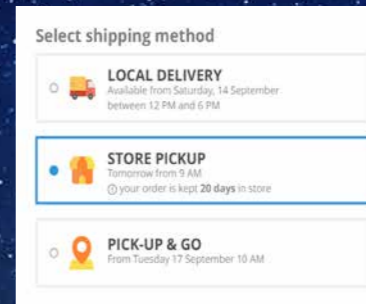 Select shipping method
LOCAL DELIVERY
Available from Saturday, 14 September
between 12 PM and 6 PM
STORE PICKUP
Tomorrow from 9 AM
your order is kept 20 days in store
PICK-UP & GO
From Tuesday 17 September 10 AM